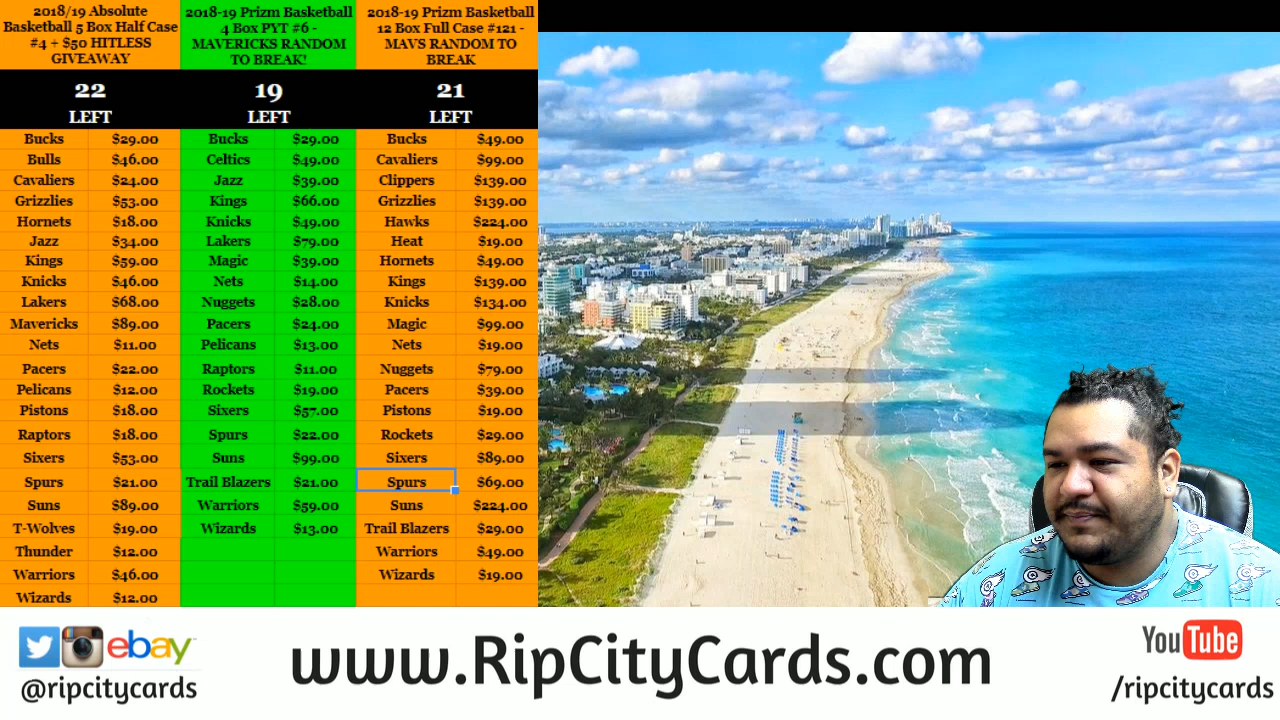 2018/19 Absolute
Basketball 5 Box Half Case
#4 + $50 HITLESS
GIVEAWAY
22
LEFT
Bucks $29.00
Bulls $46.00
Cavaliers $24.00
Grizzlies $53.00
Hornets $18.00
Jazz $34.00
Kings $59.00
Knicks $46.00
Lakers $68.00
Mavericks $89.00
Nets $11.00
Pacers $22.00
Pelicans $12.00
Pistons $18.00
Raptors $18.00
Sixers $53.00
Spurs $21.00
Suns $89.00
T-Wolves $19.00
Thunder $12.00
Warriors $46.00
Wizards $12.00
2018-19 Prizm Basketball
4 Box PYT #6 -
MAVERICKS RANDOM
TO BREAK!
19
LEFT
Bucks $29.00
Celtics $49.00
Jazz $39.00
Kings $66.00
Knicks $49.00
Lakers $79.00
Magic $39.00
Nets $14.00
Nuggets $28.00
Pacers $24.00
Pelicans $13.00
Raptors $11.00
Rockets $19.00
Sixers $57.00
Spurs $22.00
Suns $99.00
Trail Blazers $21.00
Warriors $59.00
Wizards $13.00
2018-19 Prizm Basketball
12 Box Full Case #121 -
MAVS RANDOM TO
BREAK
21
LEFT
Bucks $49.00
Cavaliers $99.00
Clippers $139.00
Grizzlies $139.00
Hawks $224.00
Heat $19.00
Hornets $49.00
Kings $139.00
Knicks $134.00
Magic $99.00
Nets $19.00
Nuggets $79.00
Pacers $39.00
Pistons $19.00
Rockets $29.00
Sixers $89.00
Spurs $69.00
Suns $224.00
Trail Blazers $29.00
Warriors $49.00
Wizards $19.00
ebay
@ripcitycards
www.RipCityCards.com
YouTube
/ripcitycards